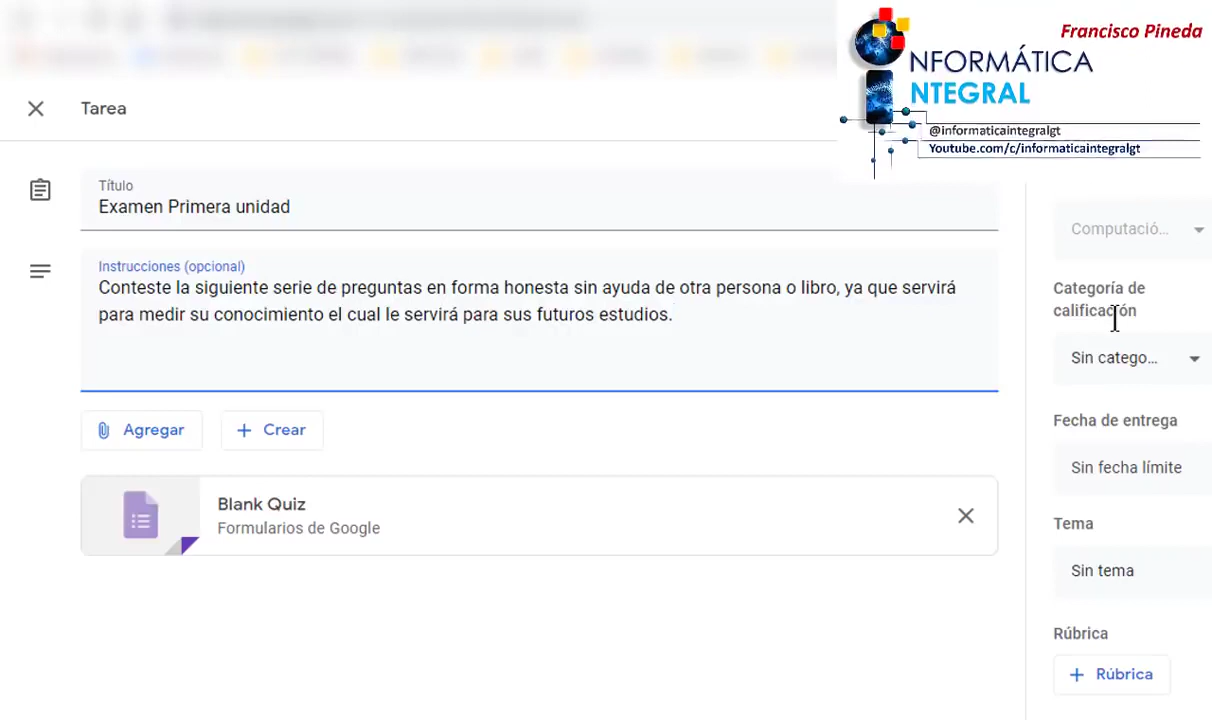 Francisco Pineda
NFORMÁTICA
NTEGRAL
@informaticaintegralgt
Youtube.com/c/informaticaintegralgt
Tarea
Título
Examen Primera unidad
Instrucciones (opcional)
Conteste la siguiente serie de preguntas en forma honesta sin ayuda de otra persona o libro, ya que servirá
para medir su conocimiento el cual le servirá para sus futuros estudios.
Agregar
Crear
Blank Quiz
Formularios de Google
Computació...
Categoría de
calificación
Sin catego...
Fecha de entrega
Sin fecha límite
Tema
Sin tema
Rúbrica
+ Rúbrica